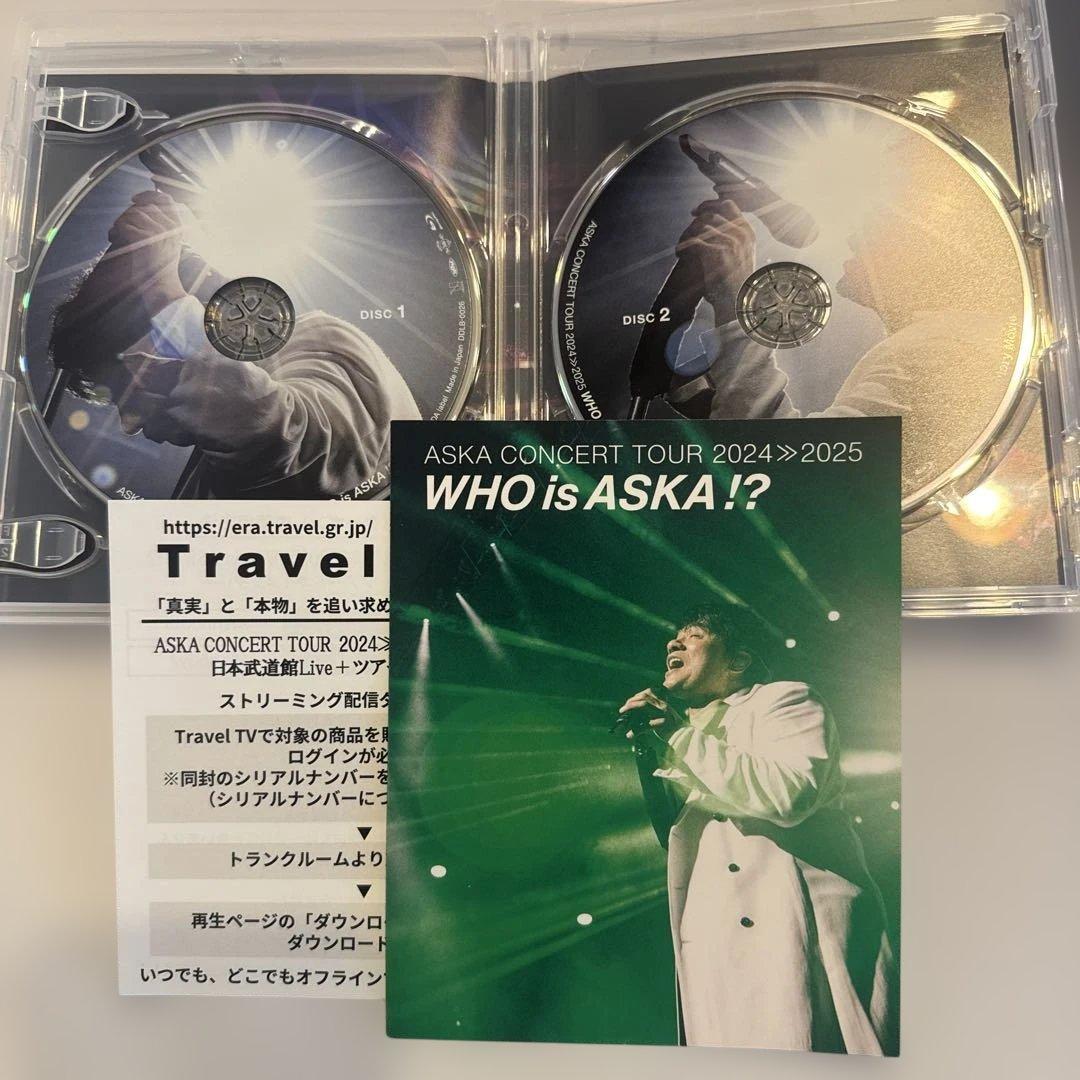 DISC 1
DDLB-0026
Made in Japan
DISC 2
ASKA CONCERT TOUR 2024≫2025 WHO
ASKA CONCERT TOUR 2024≫2025
WHO is ASKA !?
https://era.travel.gr.jp/
Travel
「真実」と「本物」を追い求め
ASKA CONCERT TOUR 2024≫
日本武道館Live＋ツア
ストリーミング配信
Travel TVで対象の商品を
ログインが必
※同封のシリアルナンバーを
（シリアルナンバーにつ
▼
トランクルームより
▼
再生ページの「ダウンロ
ダウンロード
いつでも、どこでもオフライン